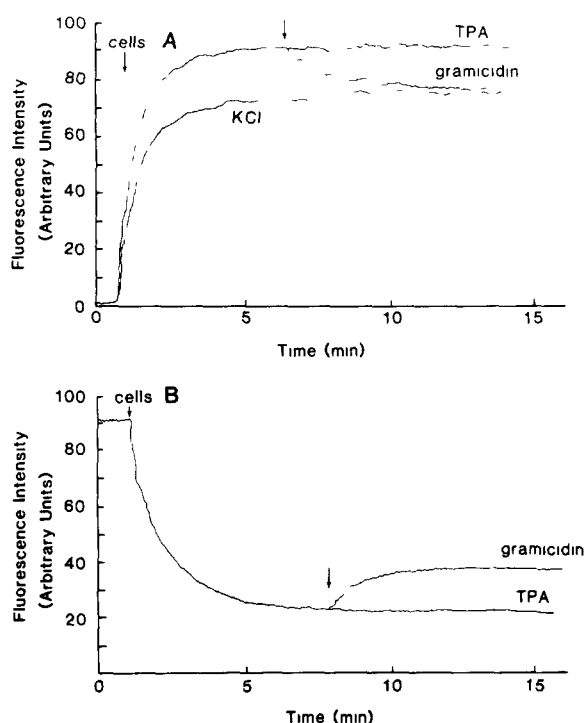 cells A
TPA
gramicidin
KCl
Fluorescence Intensity
(Arbitrary Units)
100
80
60
40
20
0
0 5 10 15
Time (min)
cells B
gramicidin
TPA
Fluorescence Intensity
(Arbitrary Units)
100
80
60
40
20
0 5 10 15
Time (min)